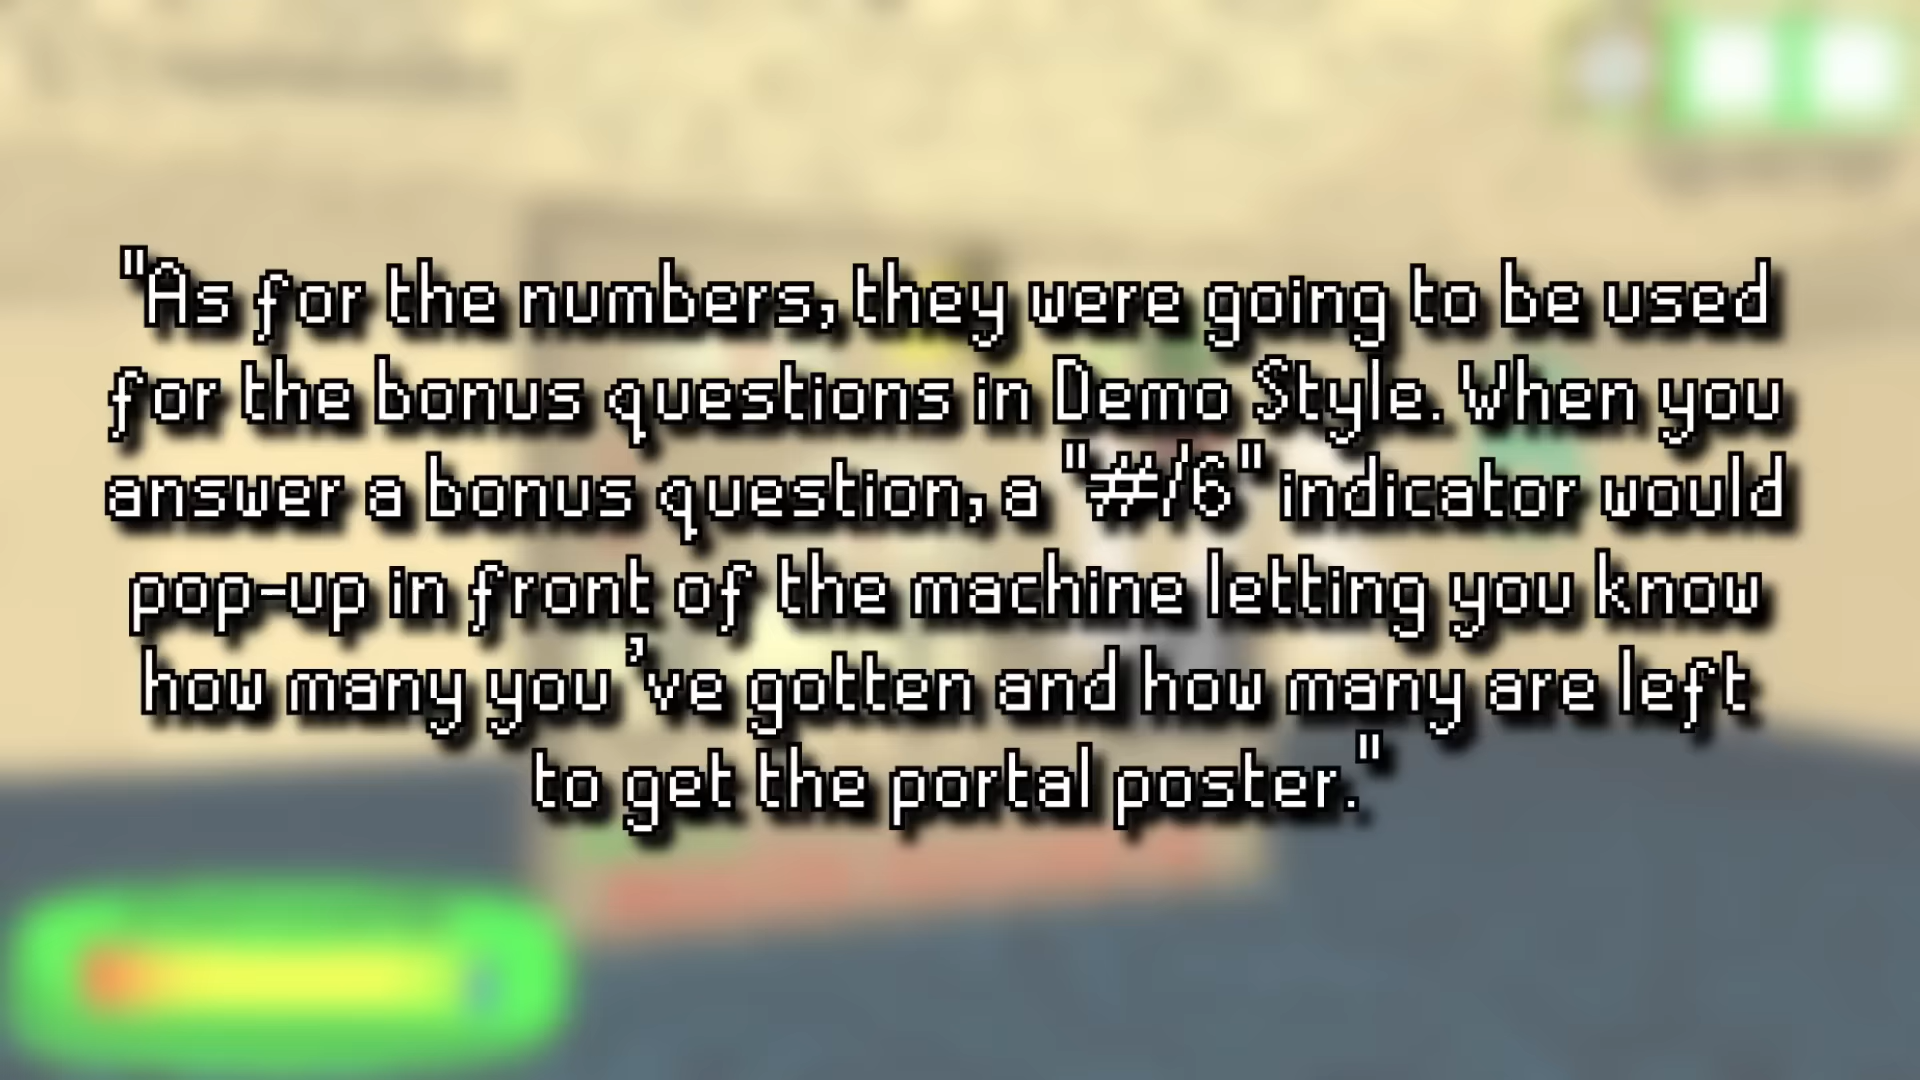 "As for the numbers, they were going to be used
for the bonus questions in Demo Style. When you
answer a bonus question, a "#/6" indicator would
pop-up in front of the machine letting you know
how many you've gotten and how many are left
to get the portal poster."